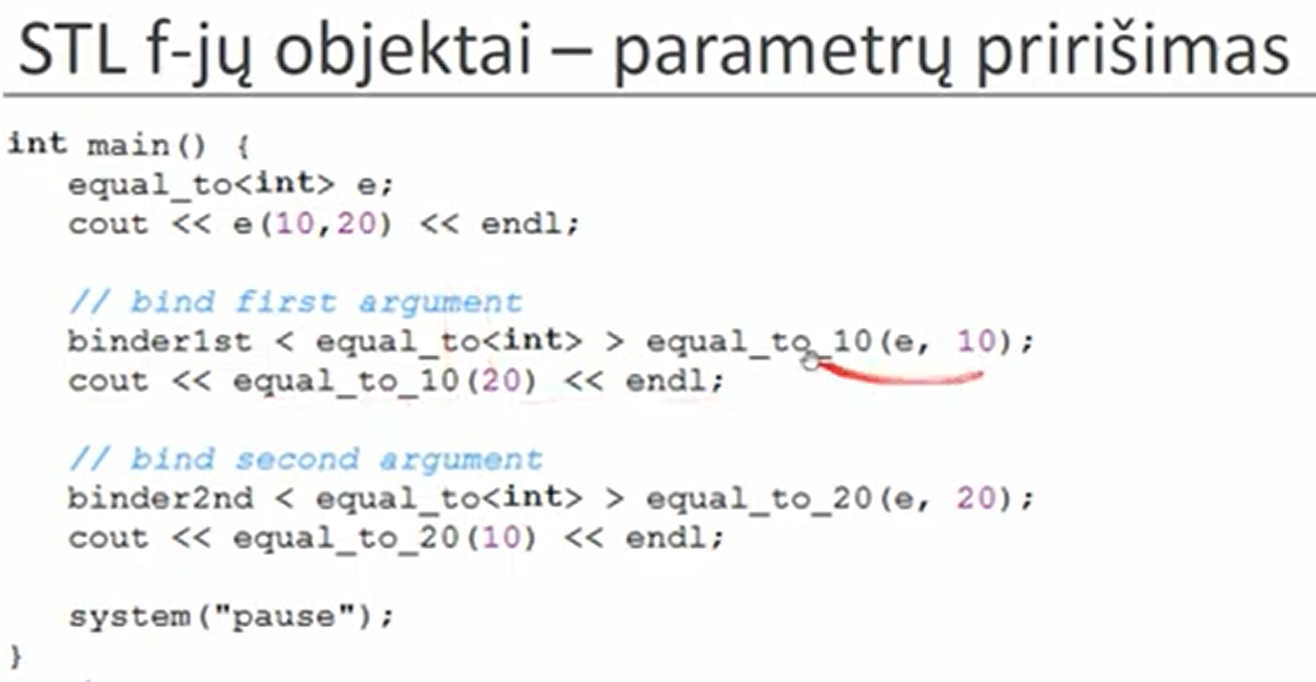 STL f-jų objektai – parametrų pririšimas
int main() {
equal_to<int> e;
cout << e(10,20) << endl;
// bind first argument
binder1st < equal_to<int> > equal_to_10(e, 10);
cout << equal_to_10(20) << endl;
// bind second argument
binder2nd < equal_to<int> > equal_to_20(e, 20);
cout << equal_to_20(10) << endl;
system("pause");
}